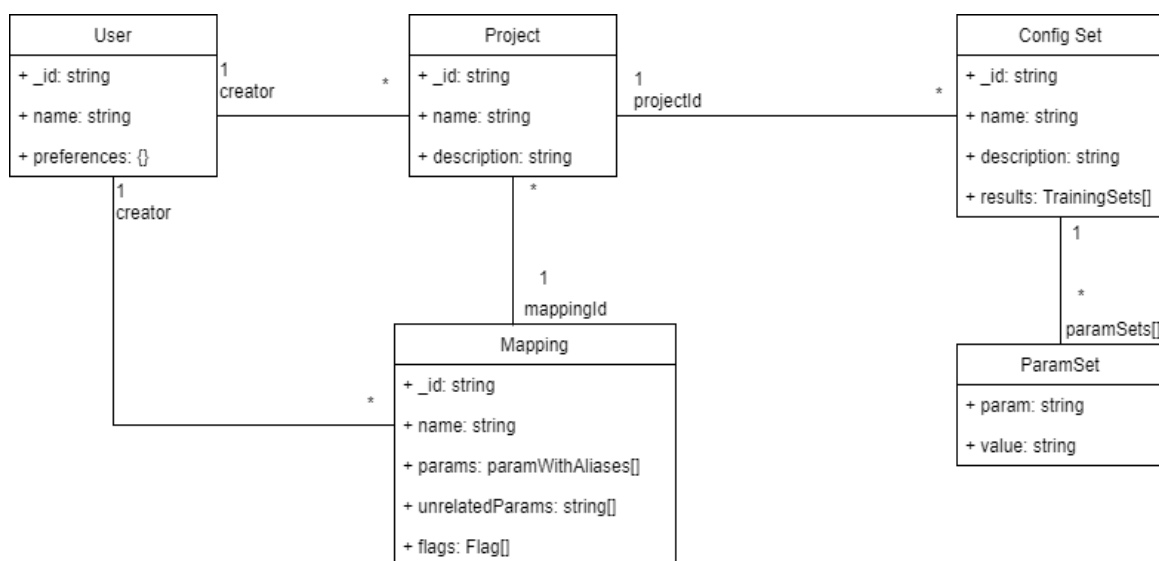 User
+ _id: string
+ name: string
+ preferences: {}
1
creator
*
Project
+ _id: string
+ name: string
+ description: string
1
projectId
*
Config Set
+ _id: string
+ name: string
+ description: string
+ results: TrainingSets[]
1
creator
*
*
1
mappingId
Mapping
+ _id: string
+ name: string
+ params: paramWithAliases[]
+ unrelatedParams: string[]
+ flags: Flag[]
1
*
paramSets[]
ParamSet
+ param: string
+ value: string